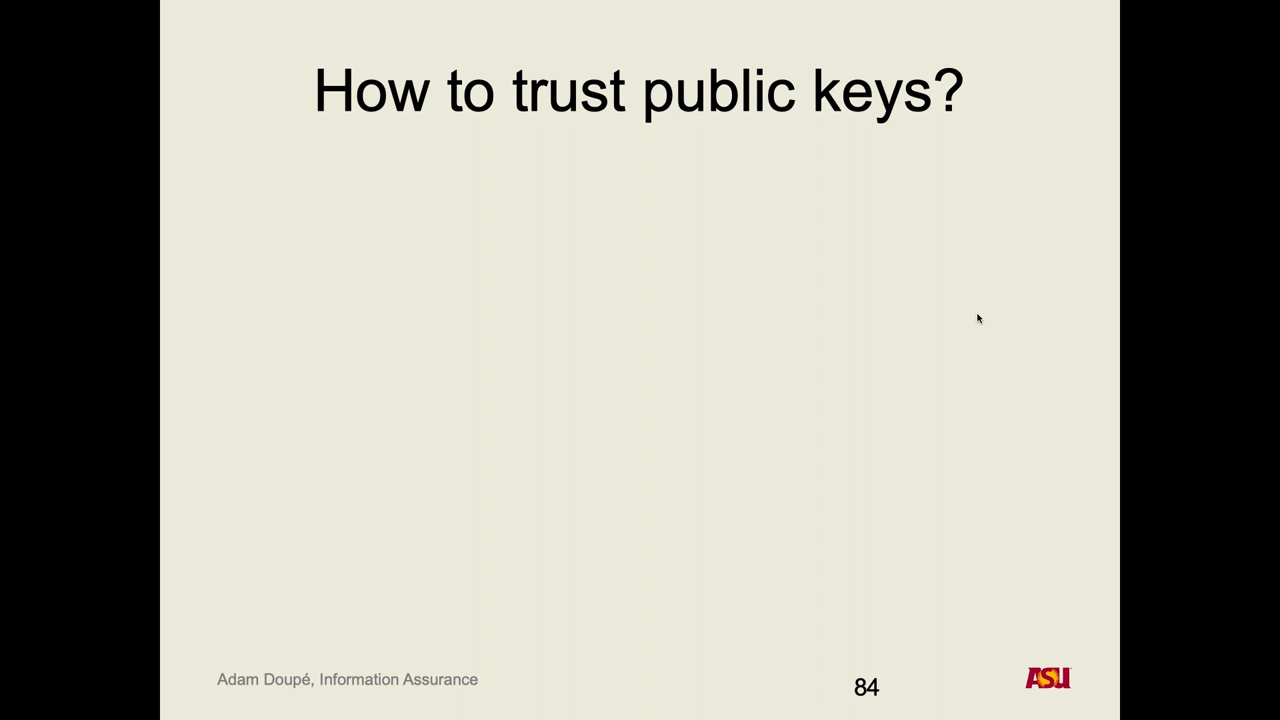 How to trust public keys?
Adam Doupé, Information Assurance
84
ASU